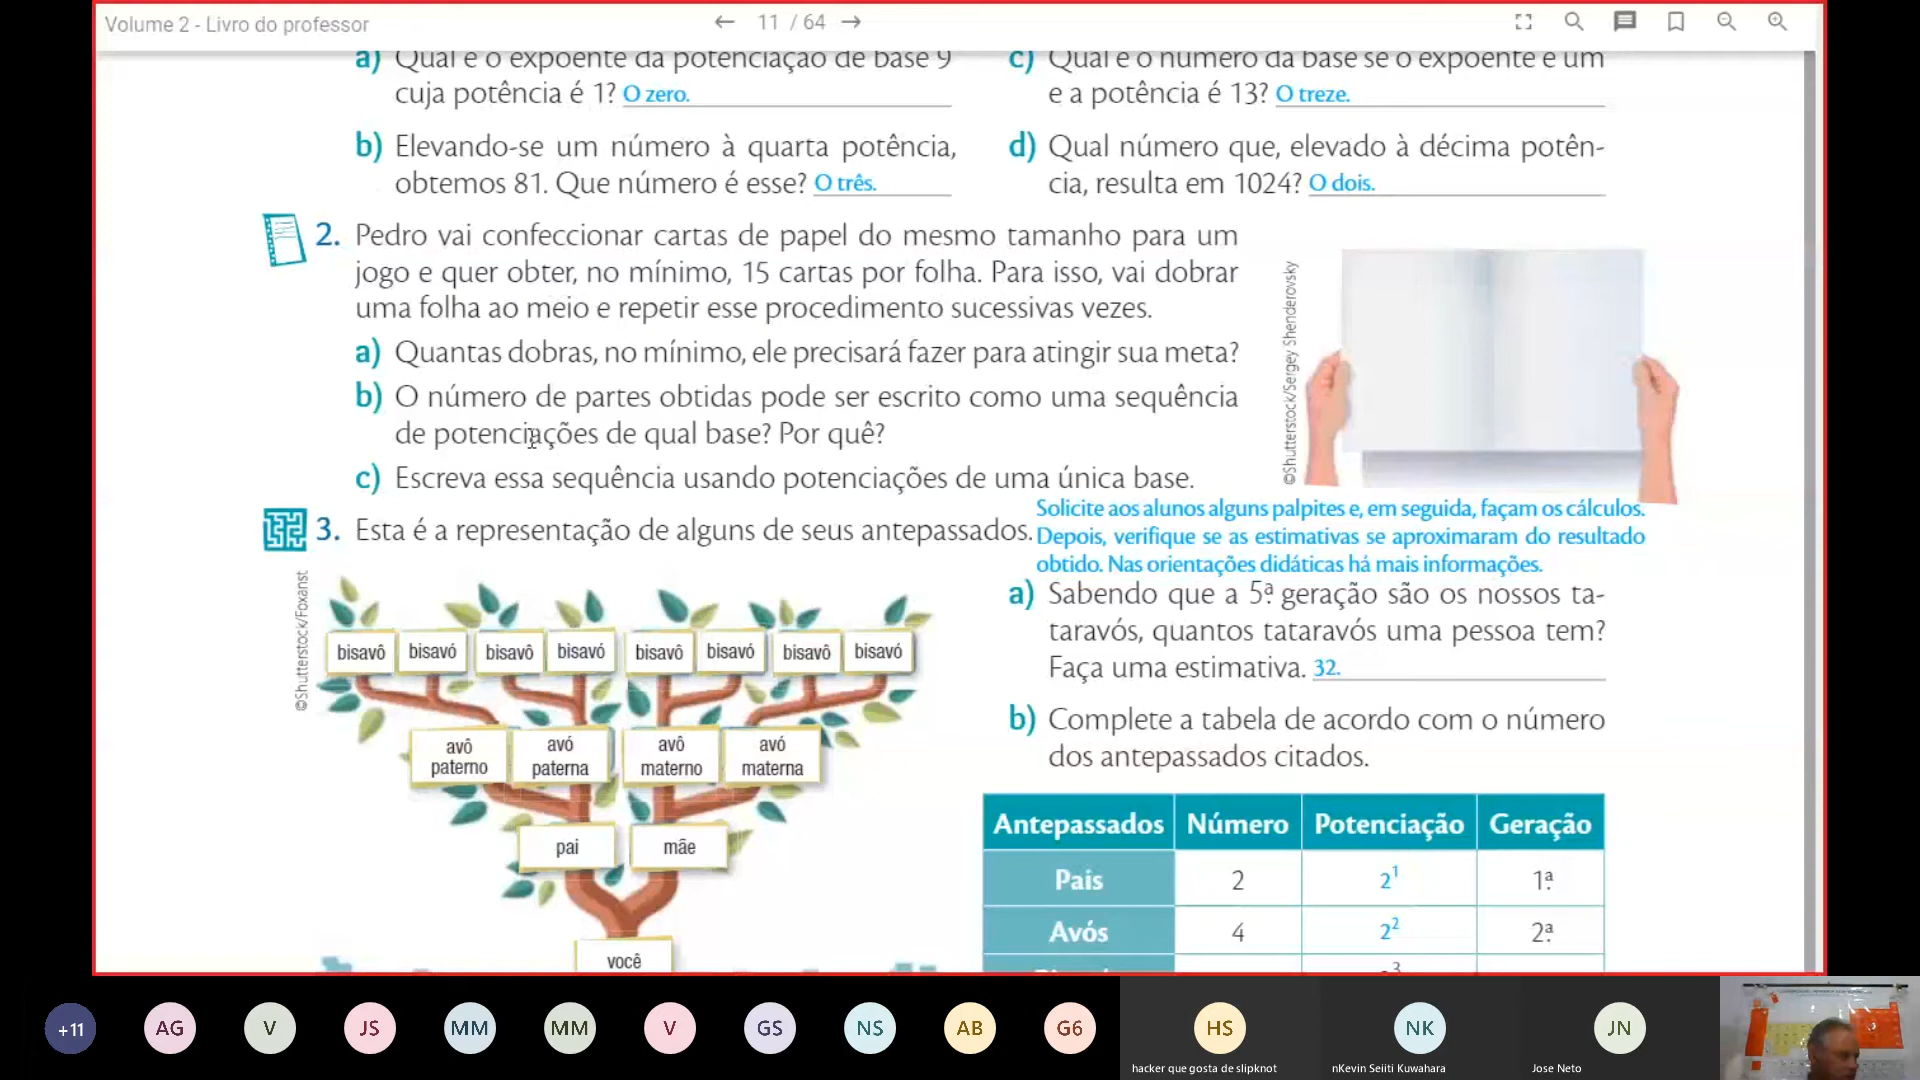 Volume 2 - Livro do professor
11 / 64
a) Qual é o expoente da potenciação de base 9
cuja potência é 1? O zero.
b) Elevando-se um número à quarta potência,
obtemos 81. Que número é esse? O três.
c) Qual é o número da base se o expoente é um
e a potência é 13? O treze.
d) Qual número que, elevado à décima potên-
cia, resulta em 1024? O dois.
2. Pedro vai confeccionar cartas de papel do mesmo tamanho para um
jogo e quer obter, no mínimo, 15 cartas por folha. Para isso, vai dobrar
uma folha ao meio e repetir esse procedimento sucessivas vezes.
a) Quantas dobras, no mínimo, ele precisará fazer para atingir sua meta?
b) O número de partes obtidas pode ser escrito como uma sequência
de potenciações de qual base? Por quê?
c) Escreva essa sequência usando potenciações de uma única base.
©Shutterstock/Sergey Shenderovsky
3. Esta é a representação de alguns de seus antepassados.
Solicite aos alunos alguns palpites e, em seguida, façam os cálculos.
Depois, verifique se as estimativas se aproximaram do resultado
obtido. Nas orientações didáticas há mais informações.
©Shutterstock/Foxanst
bisavô bisavó bisavô bisavó bisavô bisavó bisavô bisavó
avô paterno
avó paterna
avô materno
avó materna
pai mãe
você
a) Sabendo que a 5ª geração são os nossos ta-
taravós, quantos tataravós uma pessoa tem?
Faça uma estimativa. 32.
b) Complete a tabela de acordo com o número
dos antepassados citados.
Antepassados Número Potenciação Geração
Pais 2 2¹ 1ª
Avós 4 2² 2ª
+11 AG V JS MM MM V GS NS AB G6 HS NK JN
hacker que gosta de slipknot
nKevin Seiiti Kuwahara
Jose Neto